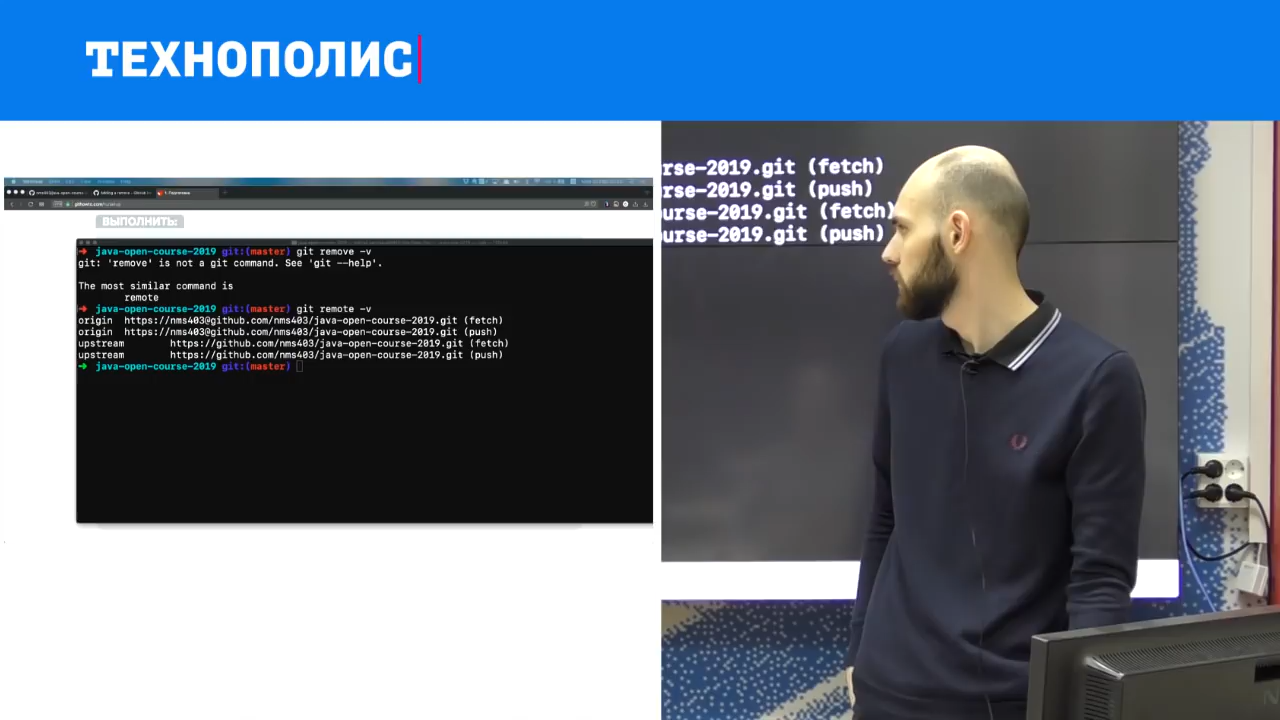 ТЕХНОПОЛИС
ВЫПОЛНИТЬ:
➜ java-open-course-2019 git:(master) git remove -v
git: 'remove' is not a git command. See 'git --help'.
The most similar command is
remote
➜ java-open-course-2019 git:(master) git remote -v
origin https://nms403@github.com/nms403/java-open-course-2019.git (fetch)
origin https://nms403@github.com/nms403/java-open-course-2019.git (push)
upstream https://github.com/nms403/java-open-course-2019.git (fetch)
upstream https://github.com/nms403/java-open-course-2019.git (push)
➜ java-open-course-2019 git:(master)
rse-2019.git (fetch)
rse-2019.git (push)
urse-2019.git (fetch)
urse-2019.git (push)